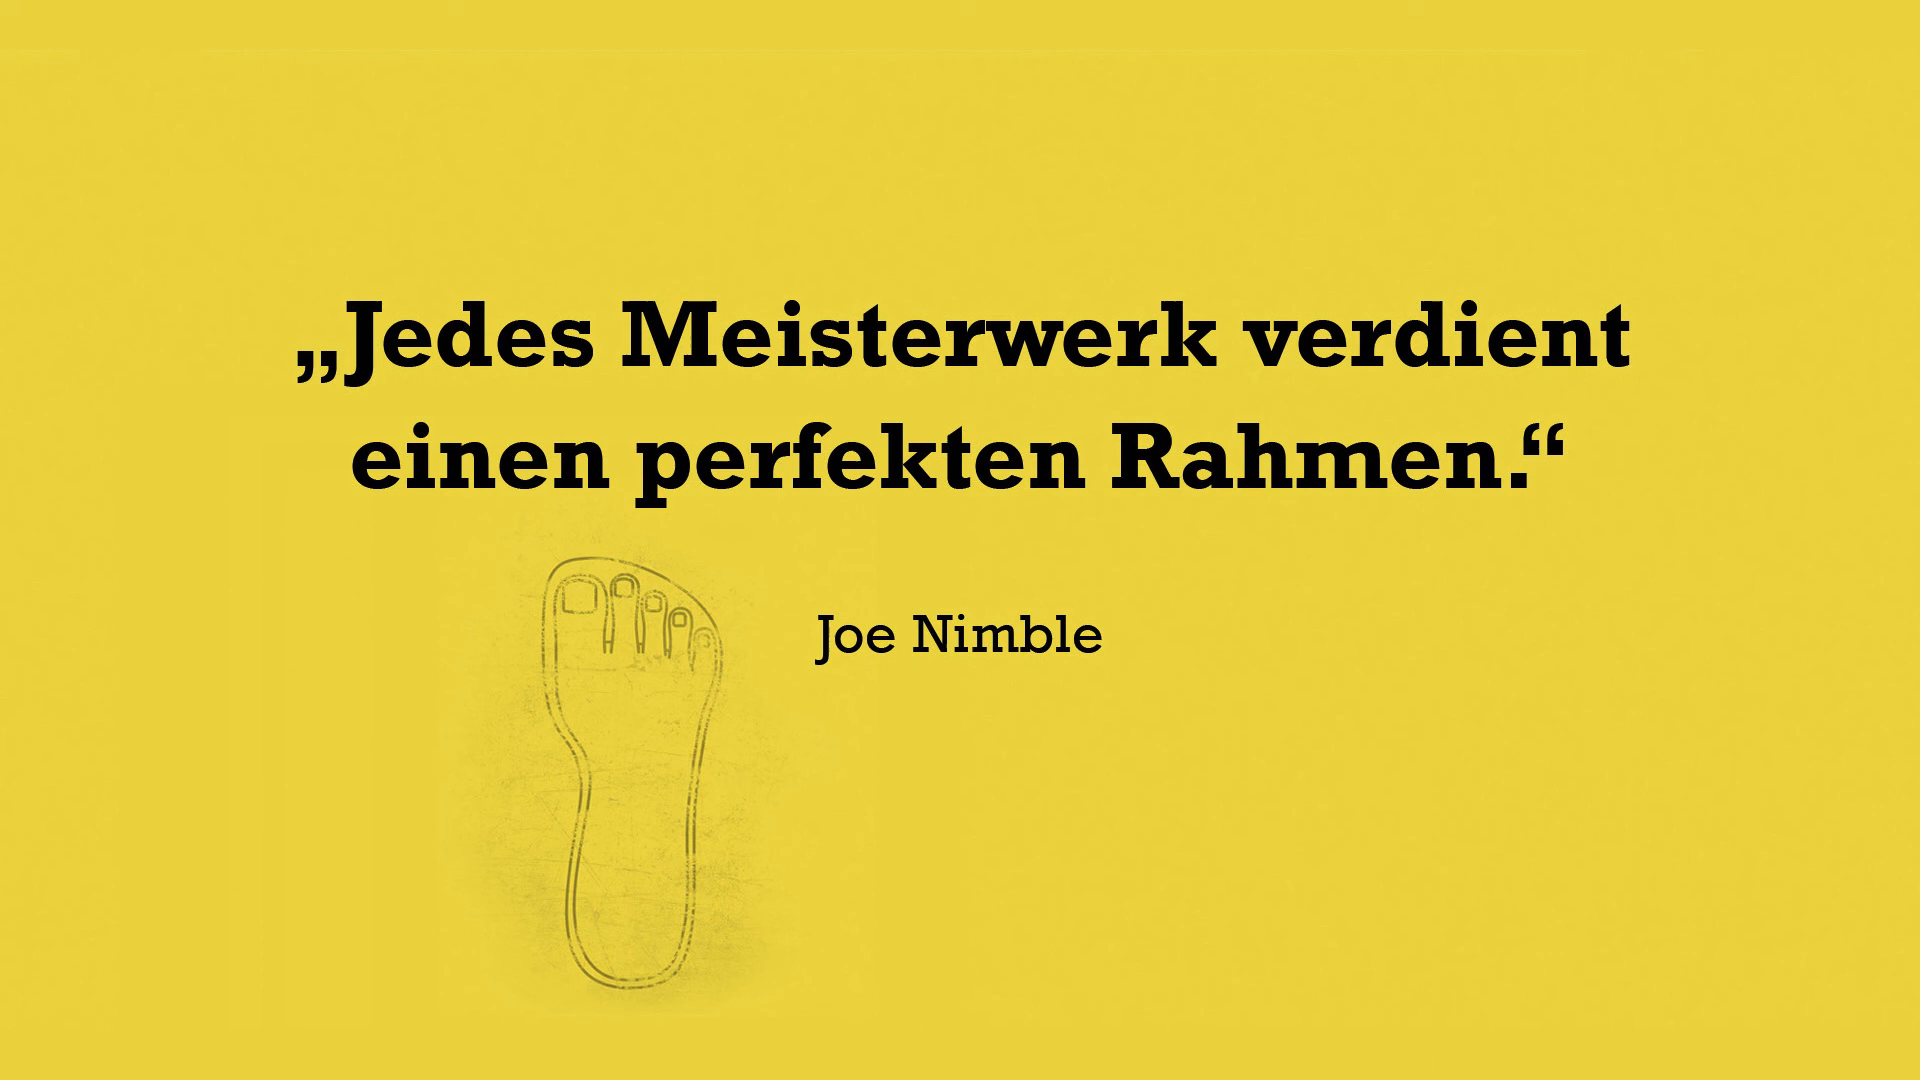 „Jedes Meisterwerk verdient
einen perfekten Rahmen.“
Joe Nimble